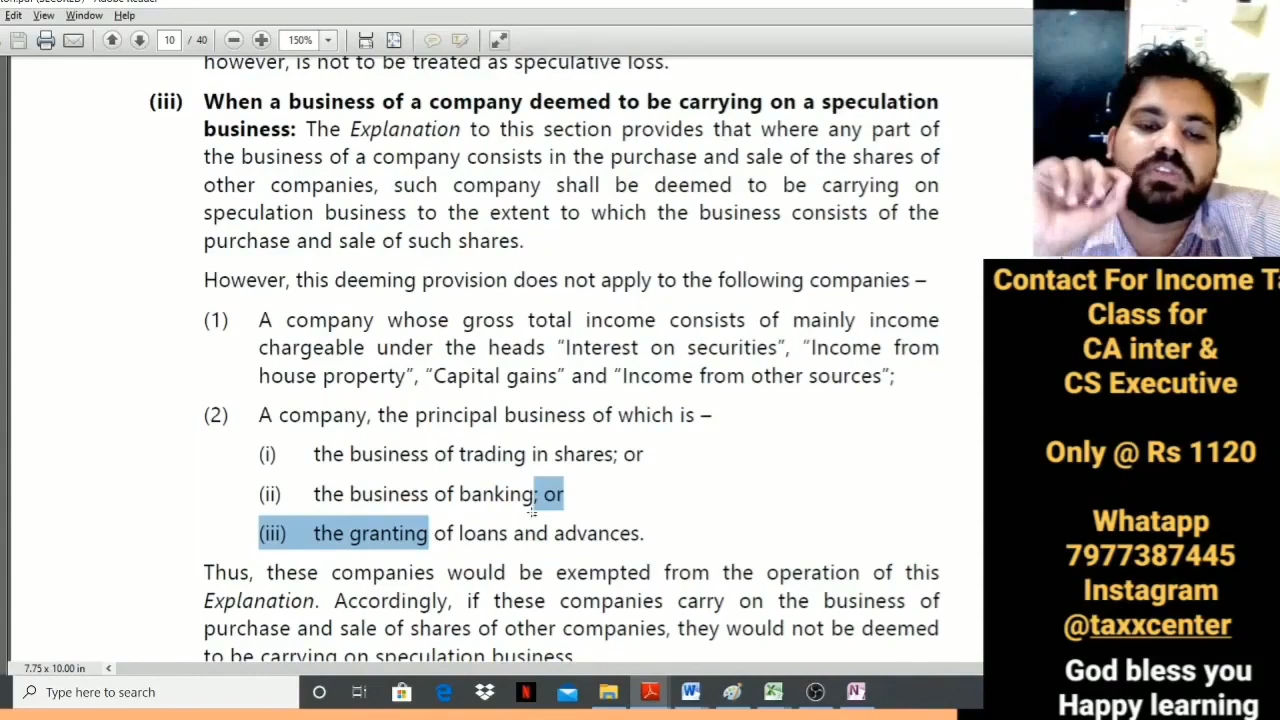 Edit View Window Help
10 / 40 150%
however, is not to be treated as speculative loss.
(iii) When a business of a company deemed to be carrying on a speculation
business: The Explanation to this section provides that where any part of
the business of a company consists in the purchase and sale of the shares of
other companies, such company shall be deemed to be carrying on
speculation business to the extent to which the business consists of the
purchase and sale of such shares.
However, this deeming provision does not apply to the following companies –
(1) A company whose gross total income consists of mainly income
chargeable under the heads “Interest on securities”, “Income from
house property”, “Capital gains” and “Income from other sources”;
(2) A company, the principal business of which is –
(i) the business of trading in shares; or
(ii) the business of banking; or
(iii) the granting of loans and advances.
Thus, these companies would be exempted from the operation of this
Explanation. Accordingly, if these companies carry on the business of
purchase and sale of shares of other companies, they would not be deemed
to be carrying on speculation business
7.75 x 10.00 in
Type here to search
Contact For Income Ta
Class for
CA inter &
CS Executive
Only @ Rs 1120
Whatapp
7977387445
Instagram
@taxxcenter
God bless you
Happy learning